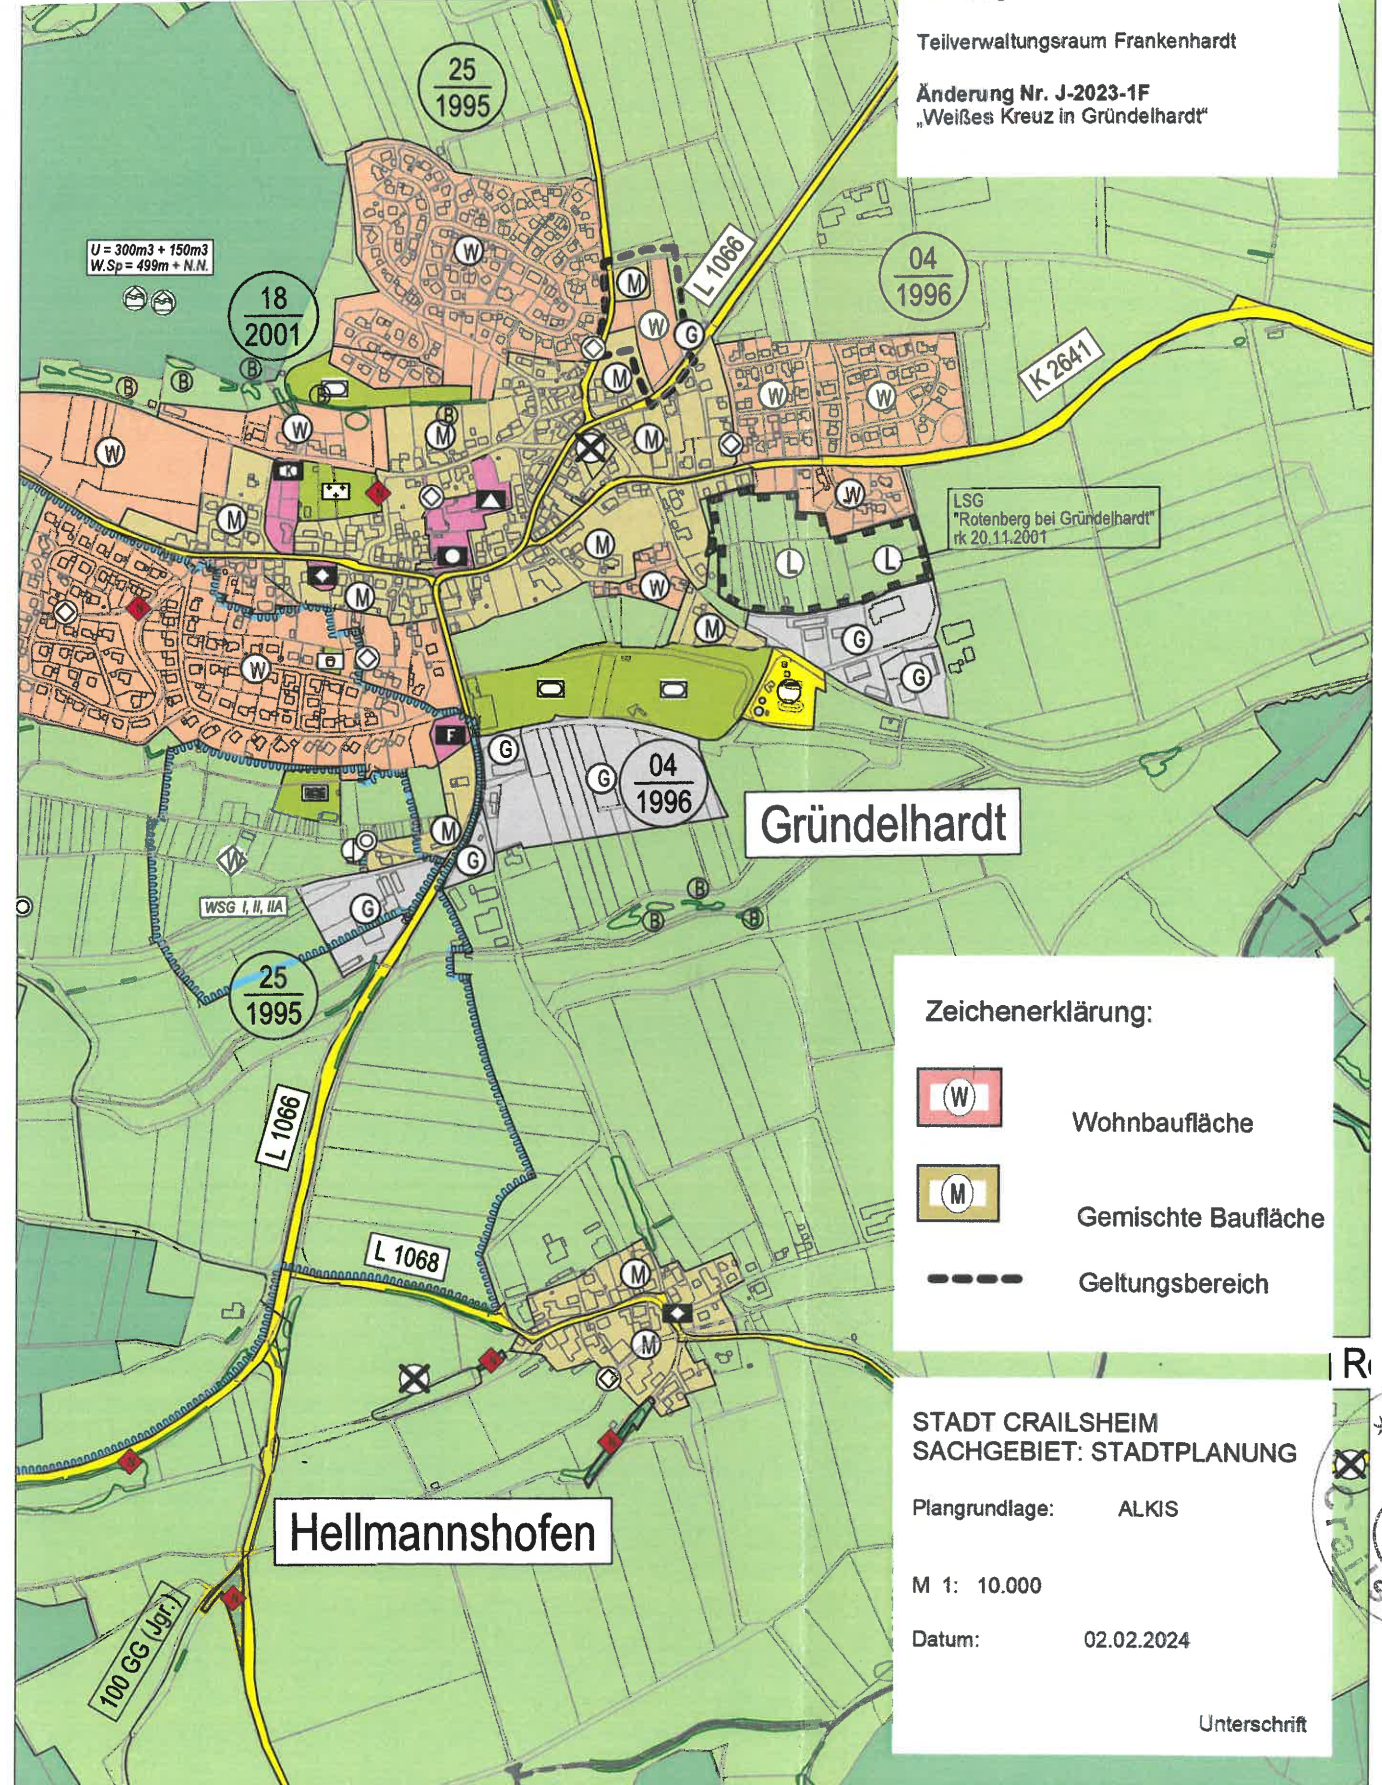 Teilverwaltungsraum Frankenhardt
Änderung Nr. J-2023-1F
„Weißes Kreuz in Gründelhardt“
25
1995
U = 300m3 + 150m3
W.Sp = 499m + N.N.
18
2001
04
1996
L 1066
K 2641
W
M
W
G
M
W
W
B
B
B
B
B
W
W
M
M
K
M
M
W
LSG
"Rotenberg bei Gründelhardt"
rk 20.11.2001
L
L
M
W
M
M
W
G
G
F
G
G
04
1996
Gründelhardt
M
G
W
WSG I, II, IIA
G
B
B
B
25
1995
L 1066
L 1068
M
M
Zeichenerklärung:
W
Wohnbaufläche
M
Gemischte Baufläche
Geltungsbereich
STADT CRAILSHEIM
SACHGEBIET: STADTPLANUNG
Plangrundlage: ALKIS
M 1: 10.000
Datum: 02.02.2024
Unterschrift
Hellmannshofen
100 GG (Jgr.)